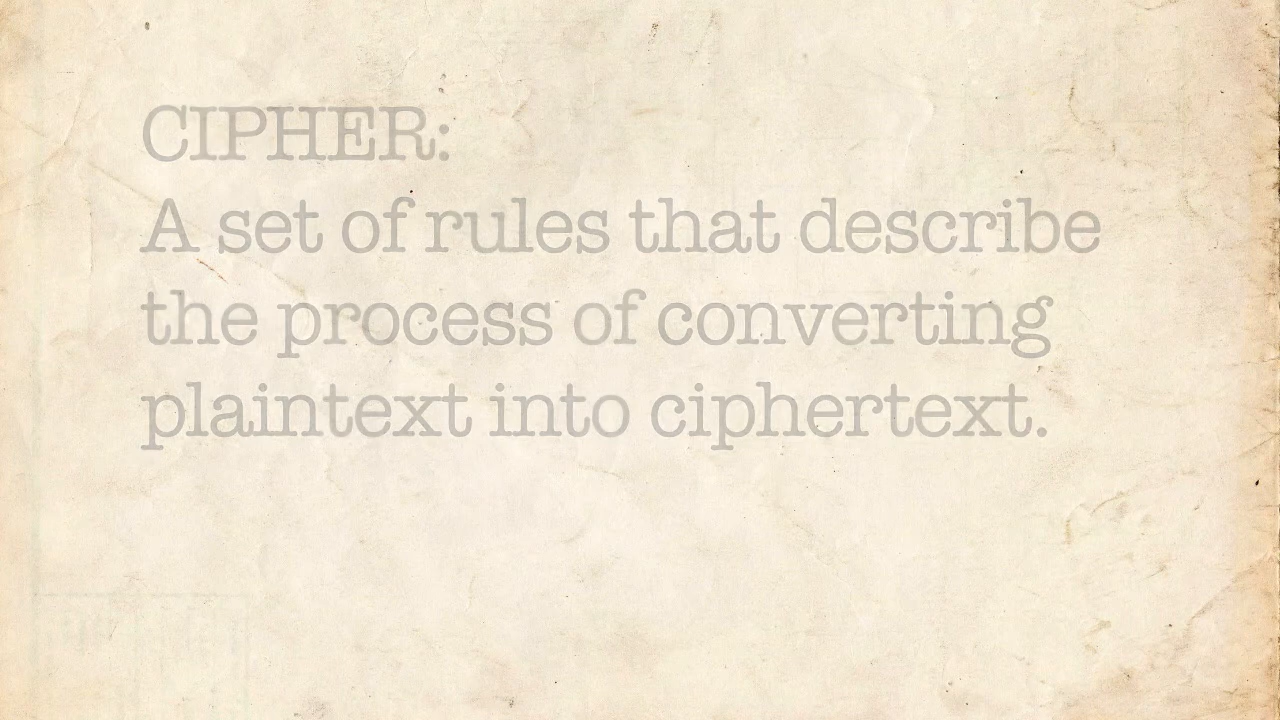 CIPHER:
A set of rules that describe
the process of converting
plaintext into ciphertext.